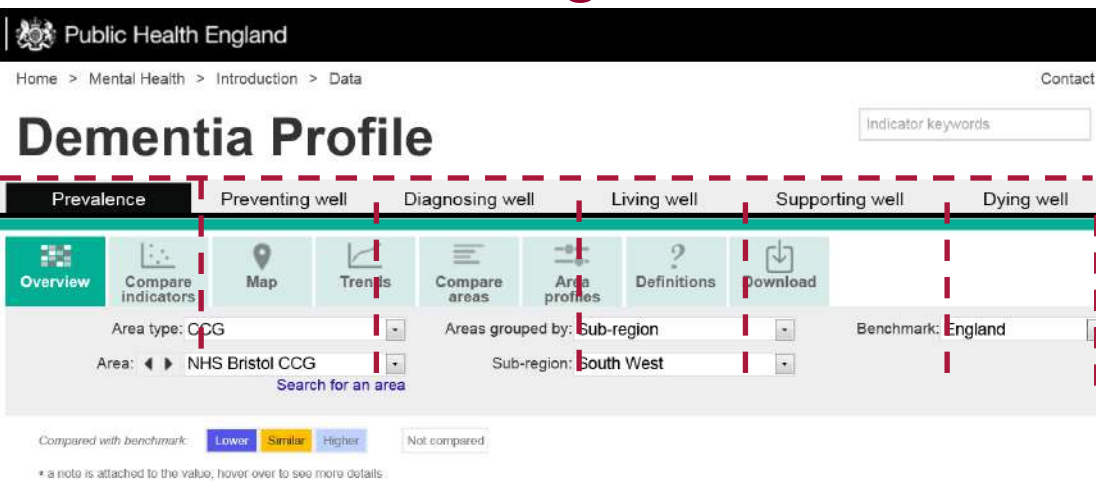 Public Health England
Home > Mental Health > Introduction > Data Contact
Dementia Profile
Indicator keywords
Prevalence Preventing well Diagnosing well Living well Supporting well Dying well
Overview Compare indicators Map Trends Compare areas Area profiles Definitions Download
Area type: CCG Areas grouped by: Sub-region Benchmark: England
Area: NHS Bristol CCG Sub-region: South West
Search for an area
Compared with benchmark: Lower Similar Higher Not compared
* a note is attached to the value, hover over to see more details